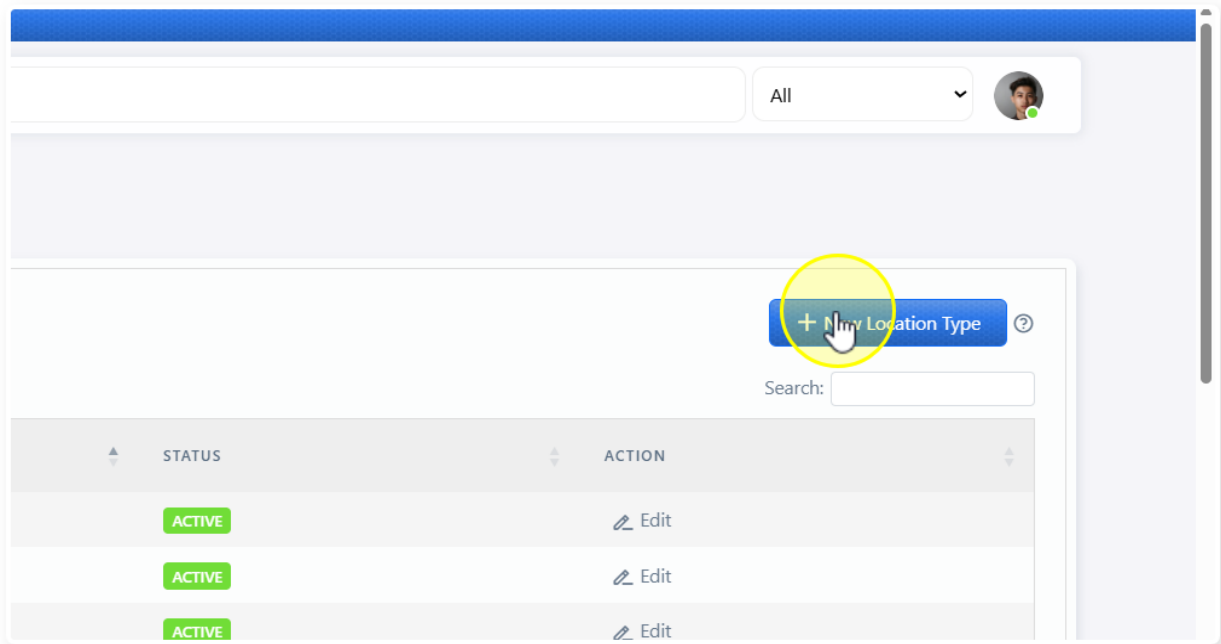 All
+ New Location Type
Search:
STATUS ACTION
ACTIVE Edit
ACTIVE Edit
ACTIVE Edit